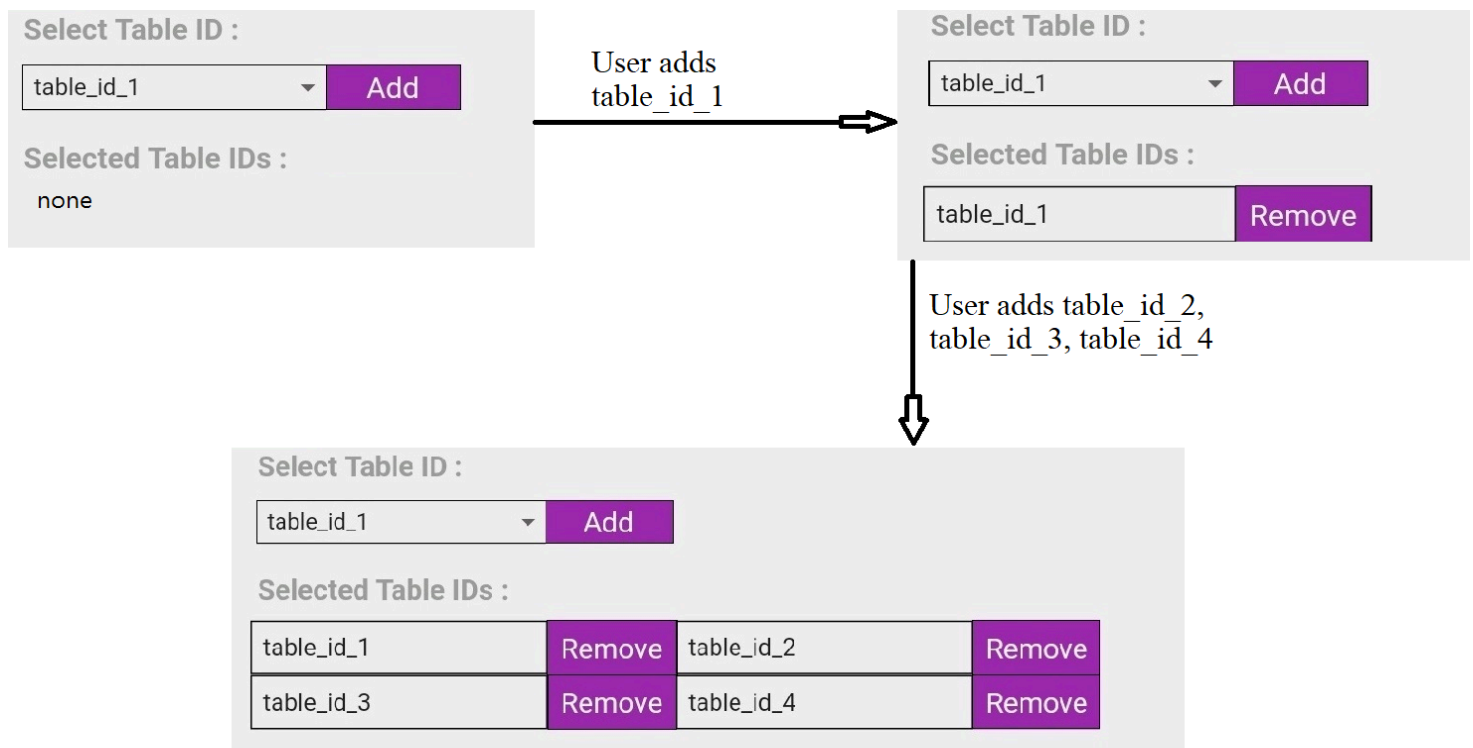 Select Table ID :
table_id_1 Add
Selected Table IDs :
none
User adds
table_id_1
Select Table ID :
table_id_1 Add
Selected Table IDs :
table_id_1 Remove
User adds table_id_2,
table_id_3, table_id_4
Select Table ID :
table_id_1 Add
Selected Table IDs :
table_id_1 Remove table_id_2 Remove
table_id_3 Remove table_id_4 Remove